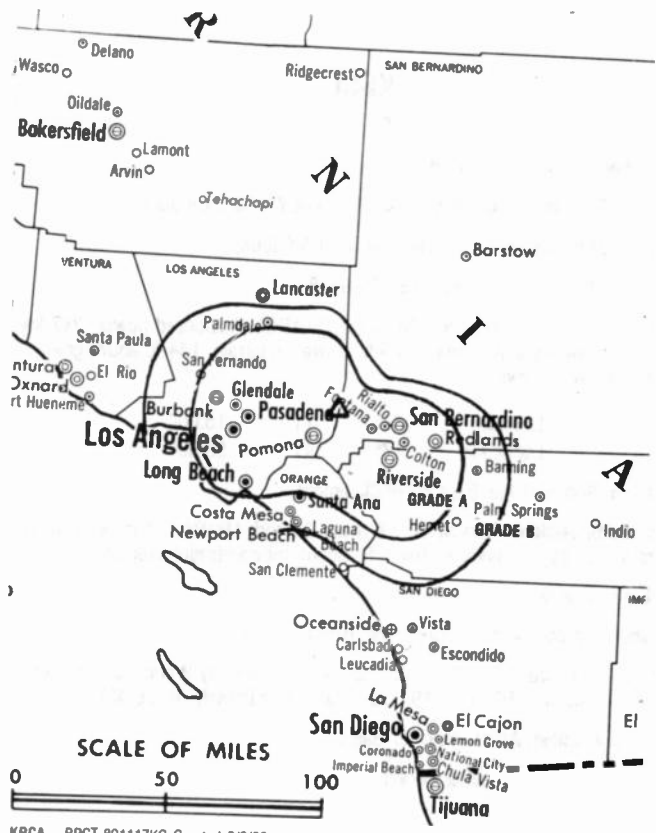 R
Delano
Wasco
Ridgecrest
SAN BERNARDINO
Oildale
Bakersfield
Lamont
Arvin
N
Tehachapi
Barstow
VENTURA
LOS ANGELES
Lancaster
I
Palmdale
Santa Paula
San Fernando
ntura
El Rio
Oxnard
rt Hueneme
Glendale
Burbank
Pasadena
Los Angeles
Pomona
Fontana
Rialto
San Bernardino
Redlands
Colton
Riverside
Banning
A
Long Beach
ORANGE
Santa Ana
GRADE A
Palm Springs
Costa Mesa
Newport Beach
Laguna
Beach
Hemet
GRADE B
Indio
San Clemente
SAN DIEGO
IMF
Oceanside
Vista
Carlsbad
Leucadia
Escondido
La Mesa
El Cajon
El
San Diego
Lemon Grove
Coronado
National City
Imperial Beach
Chula Vista
Tijuana
SCALE OF MILES
0 50 100